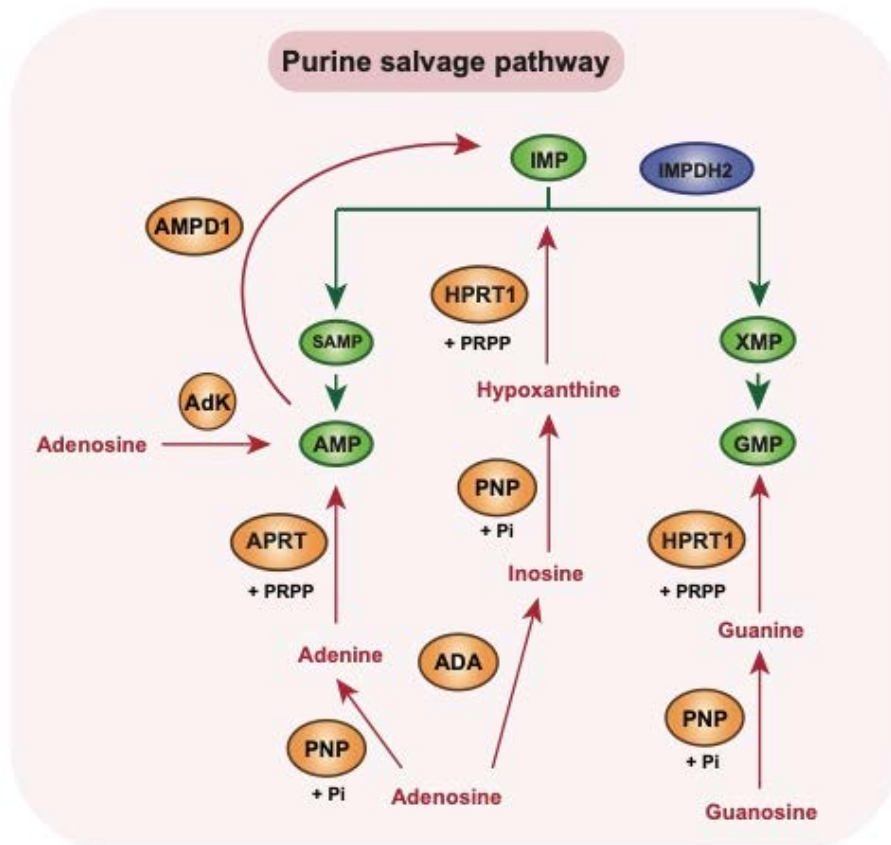 Purine salvage pathway
IMP
IMPDH2
AMPD1
HPRT1
+ PRPP
SAMP
XMP
Hypoxanthine
AdK
Adenosine
AMP
GMP
PNP
+ Pi
APRT
+ PRPP
HPRT1
+ PRPP
Inosine
Guanine
Adenine
ADA
PNP
+ Pi
PNP
+ Pi
Adenosine
Guanosine